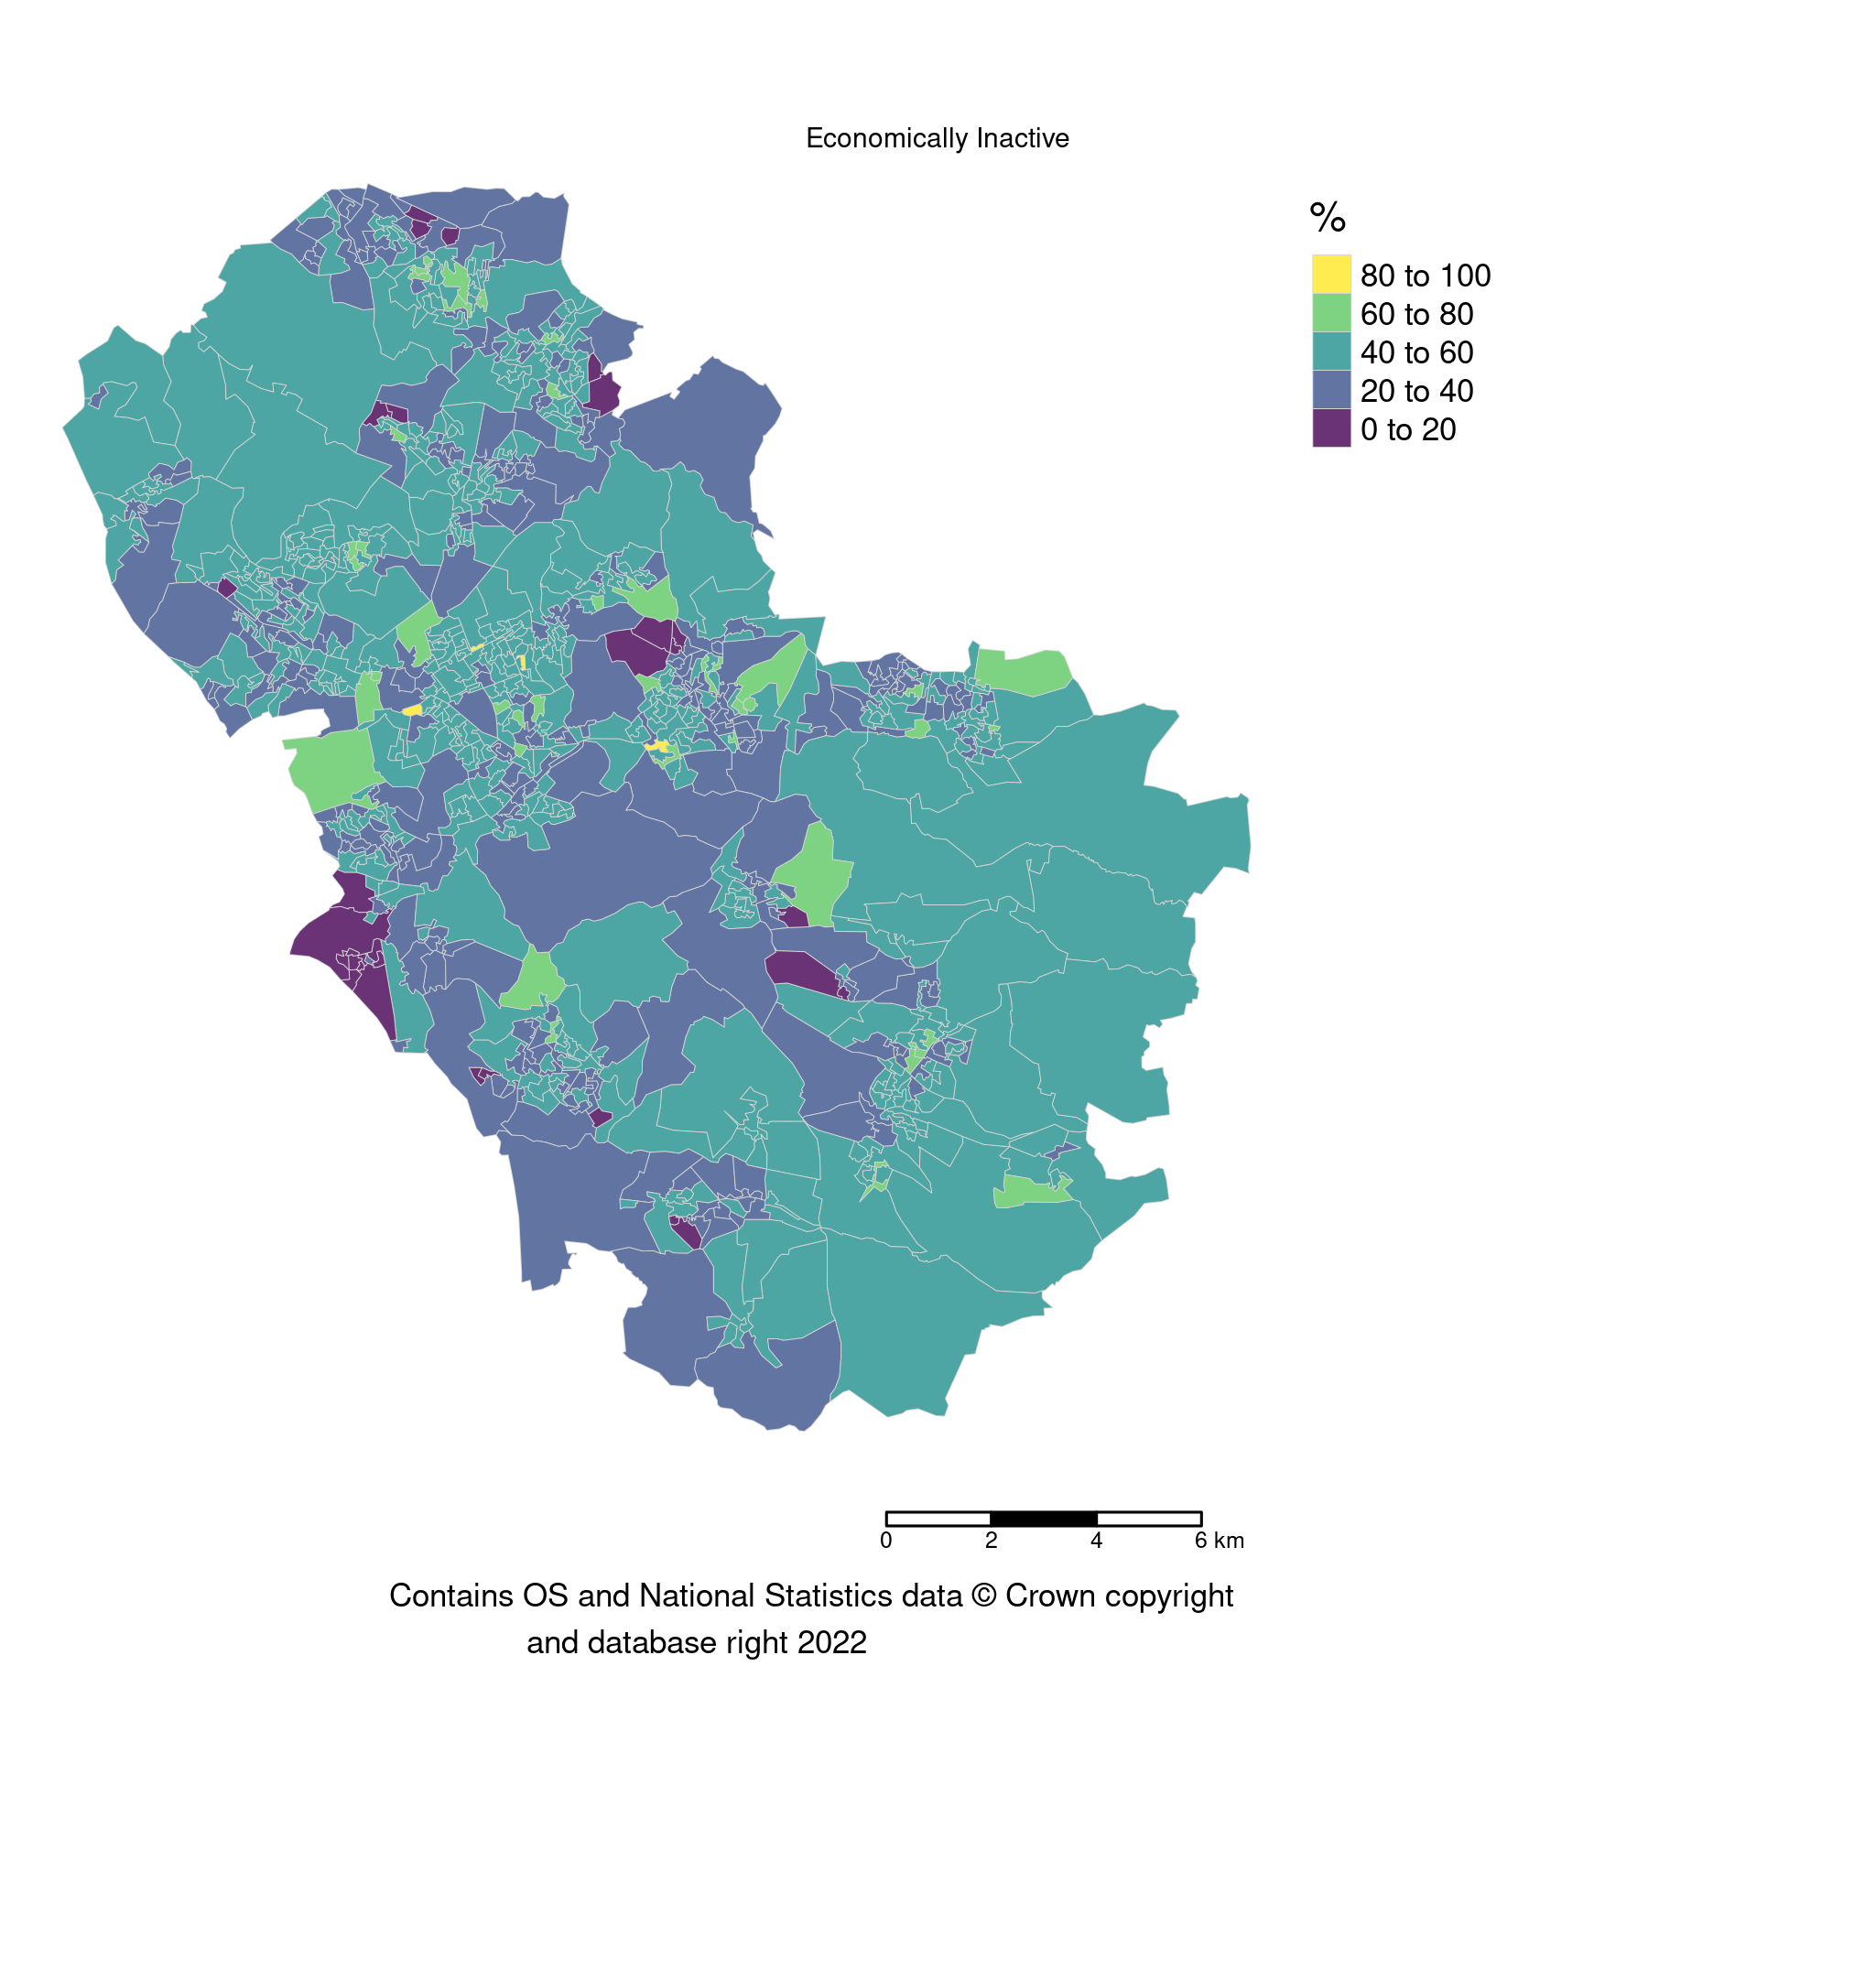 Economically Inactive
%
80 to 100
60 to 80
40 to 60
20 to 40
0 to 20
0 2 4 6 km
Contains OS and National Statistics data © Crown copyright
and database right 2022